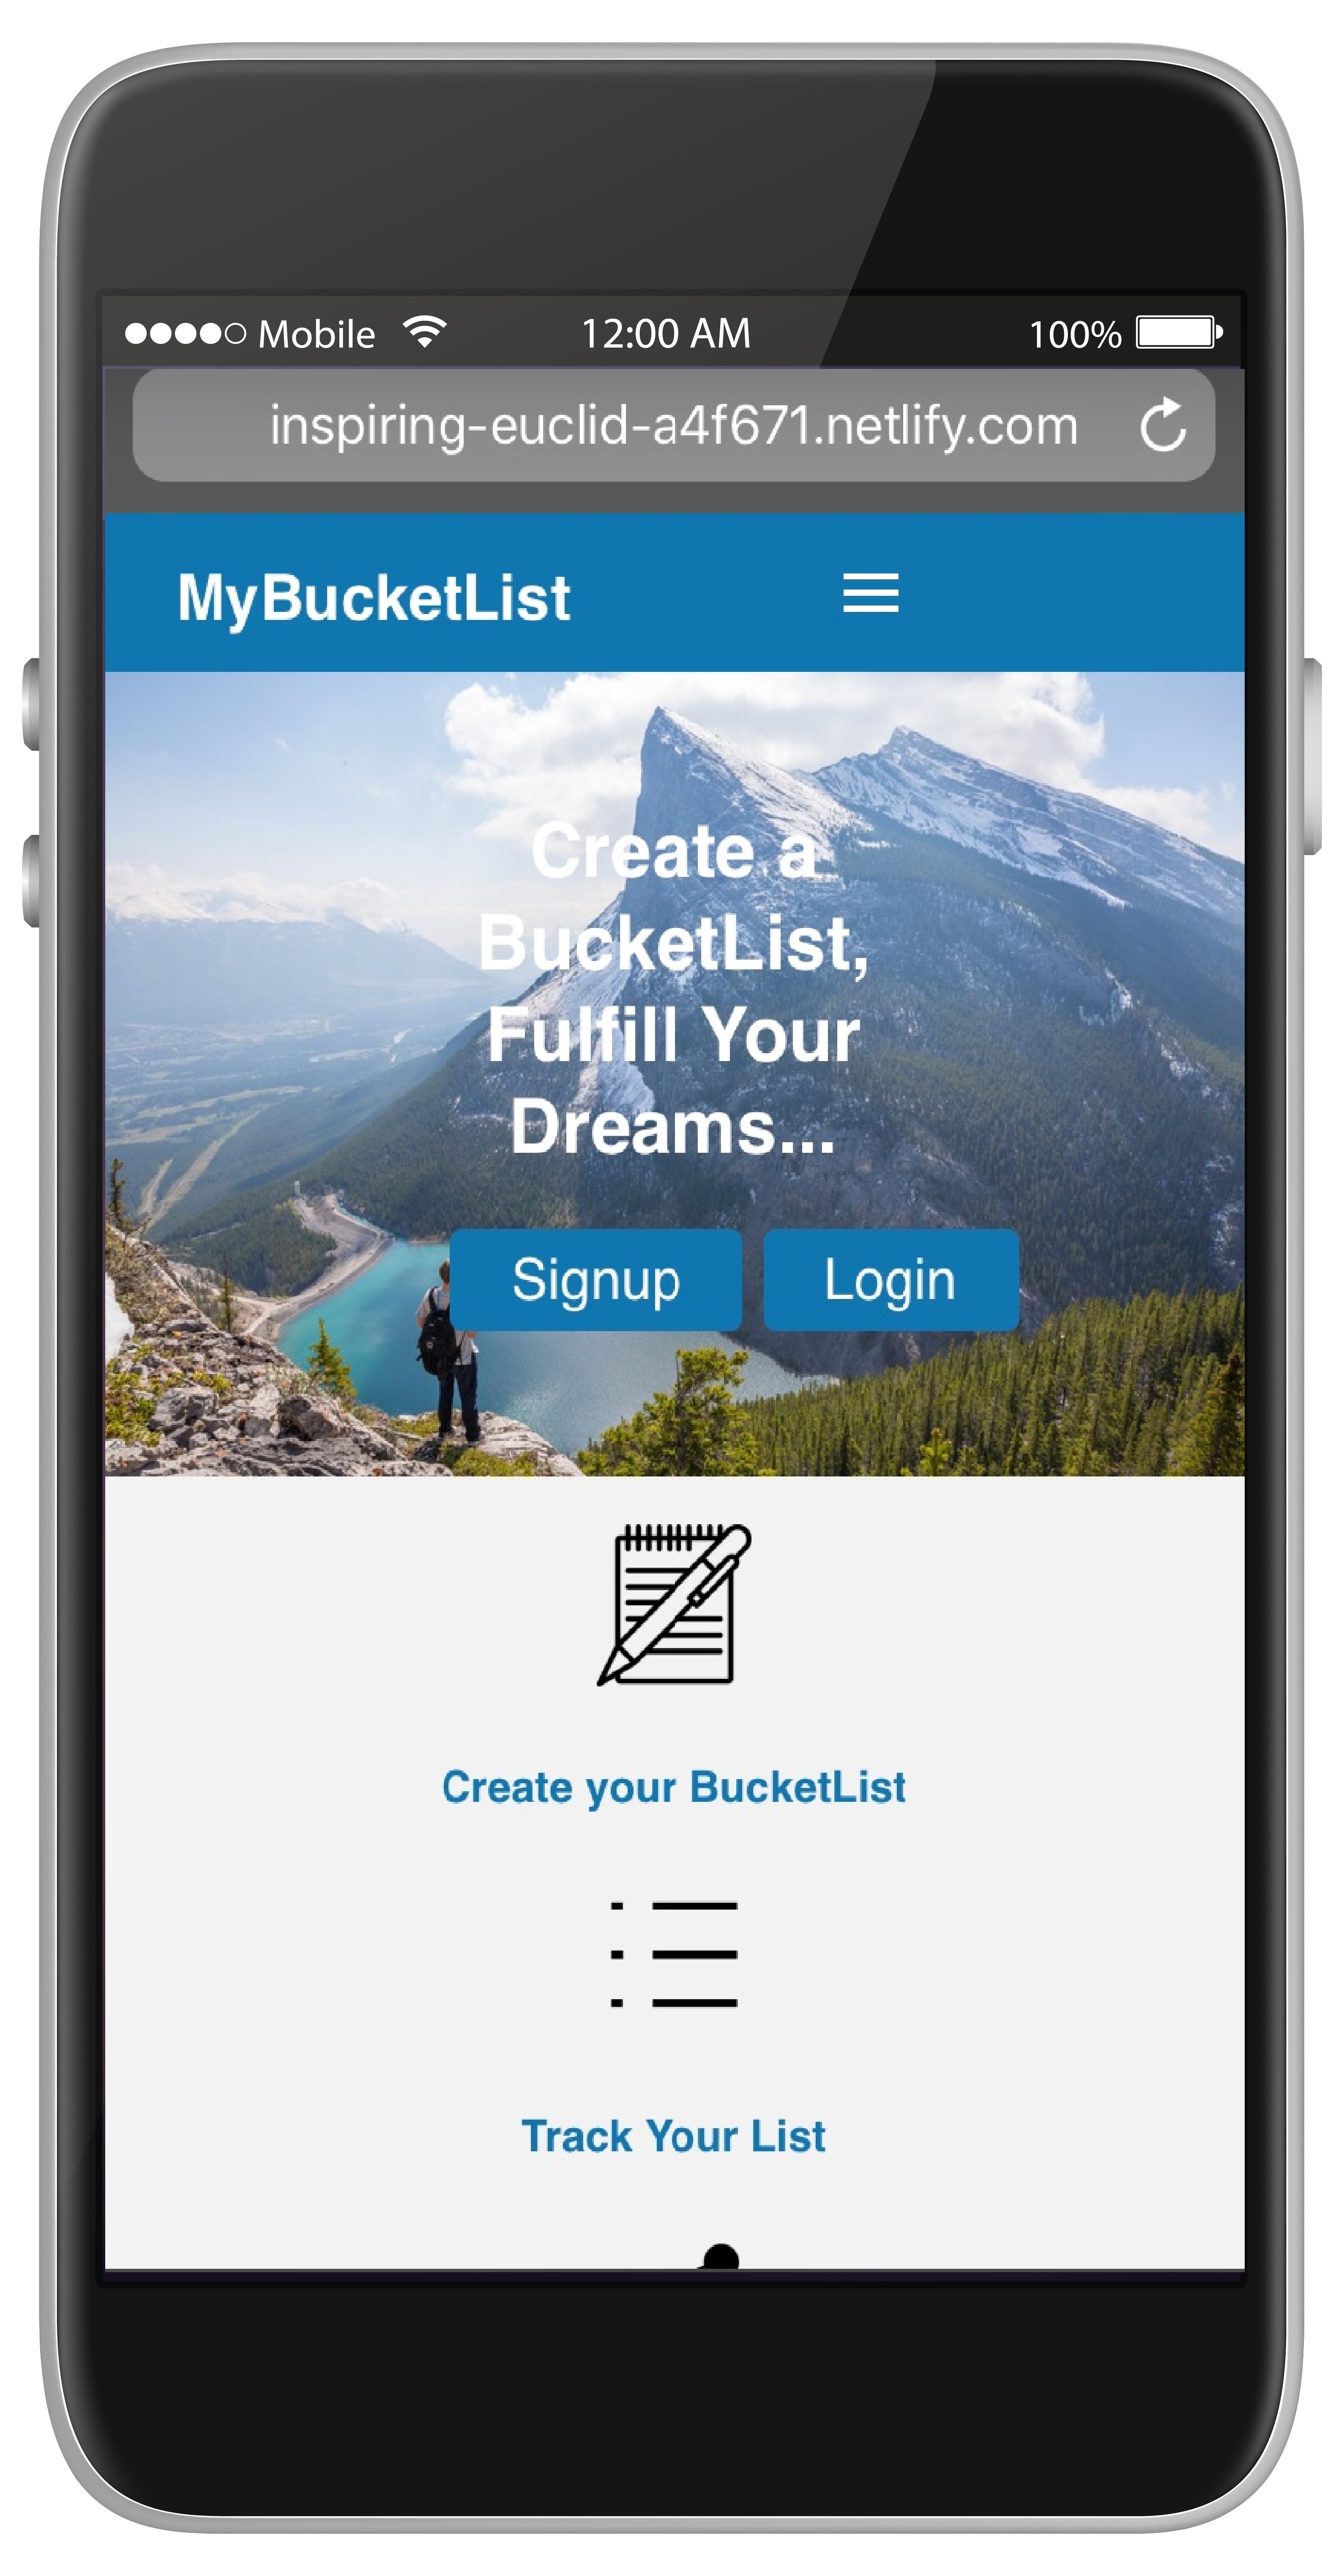 Mobile 12:00 AM 100%
inspiring-euclid-a4f671.netlify.com
MyBucketList
Create a
BucketList,
Fulfill Your
Dreams...
Signup Login
Create your BucketList
Track Your List